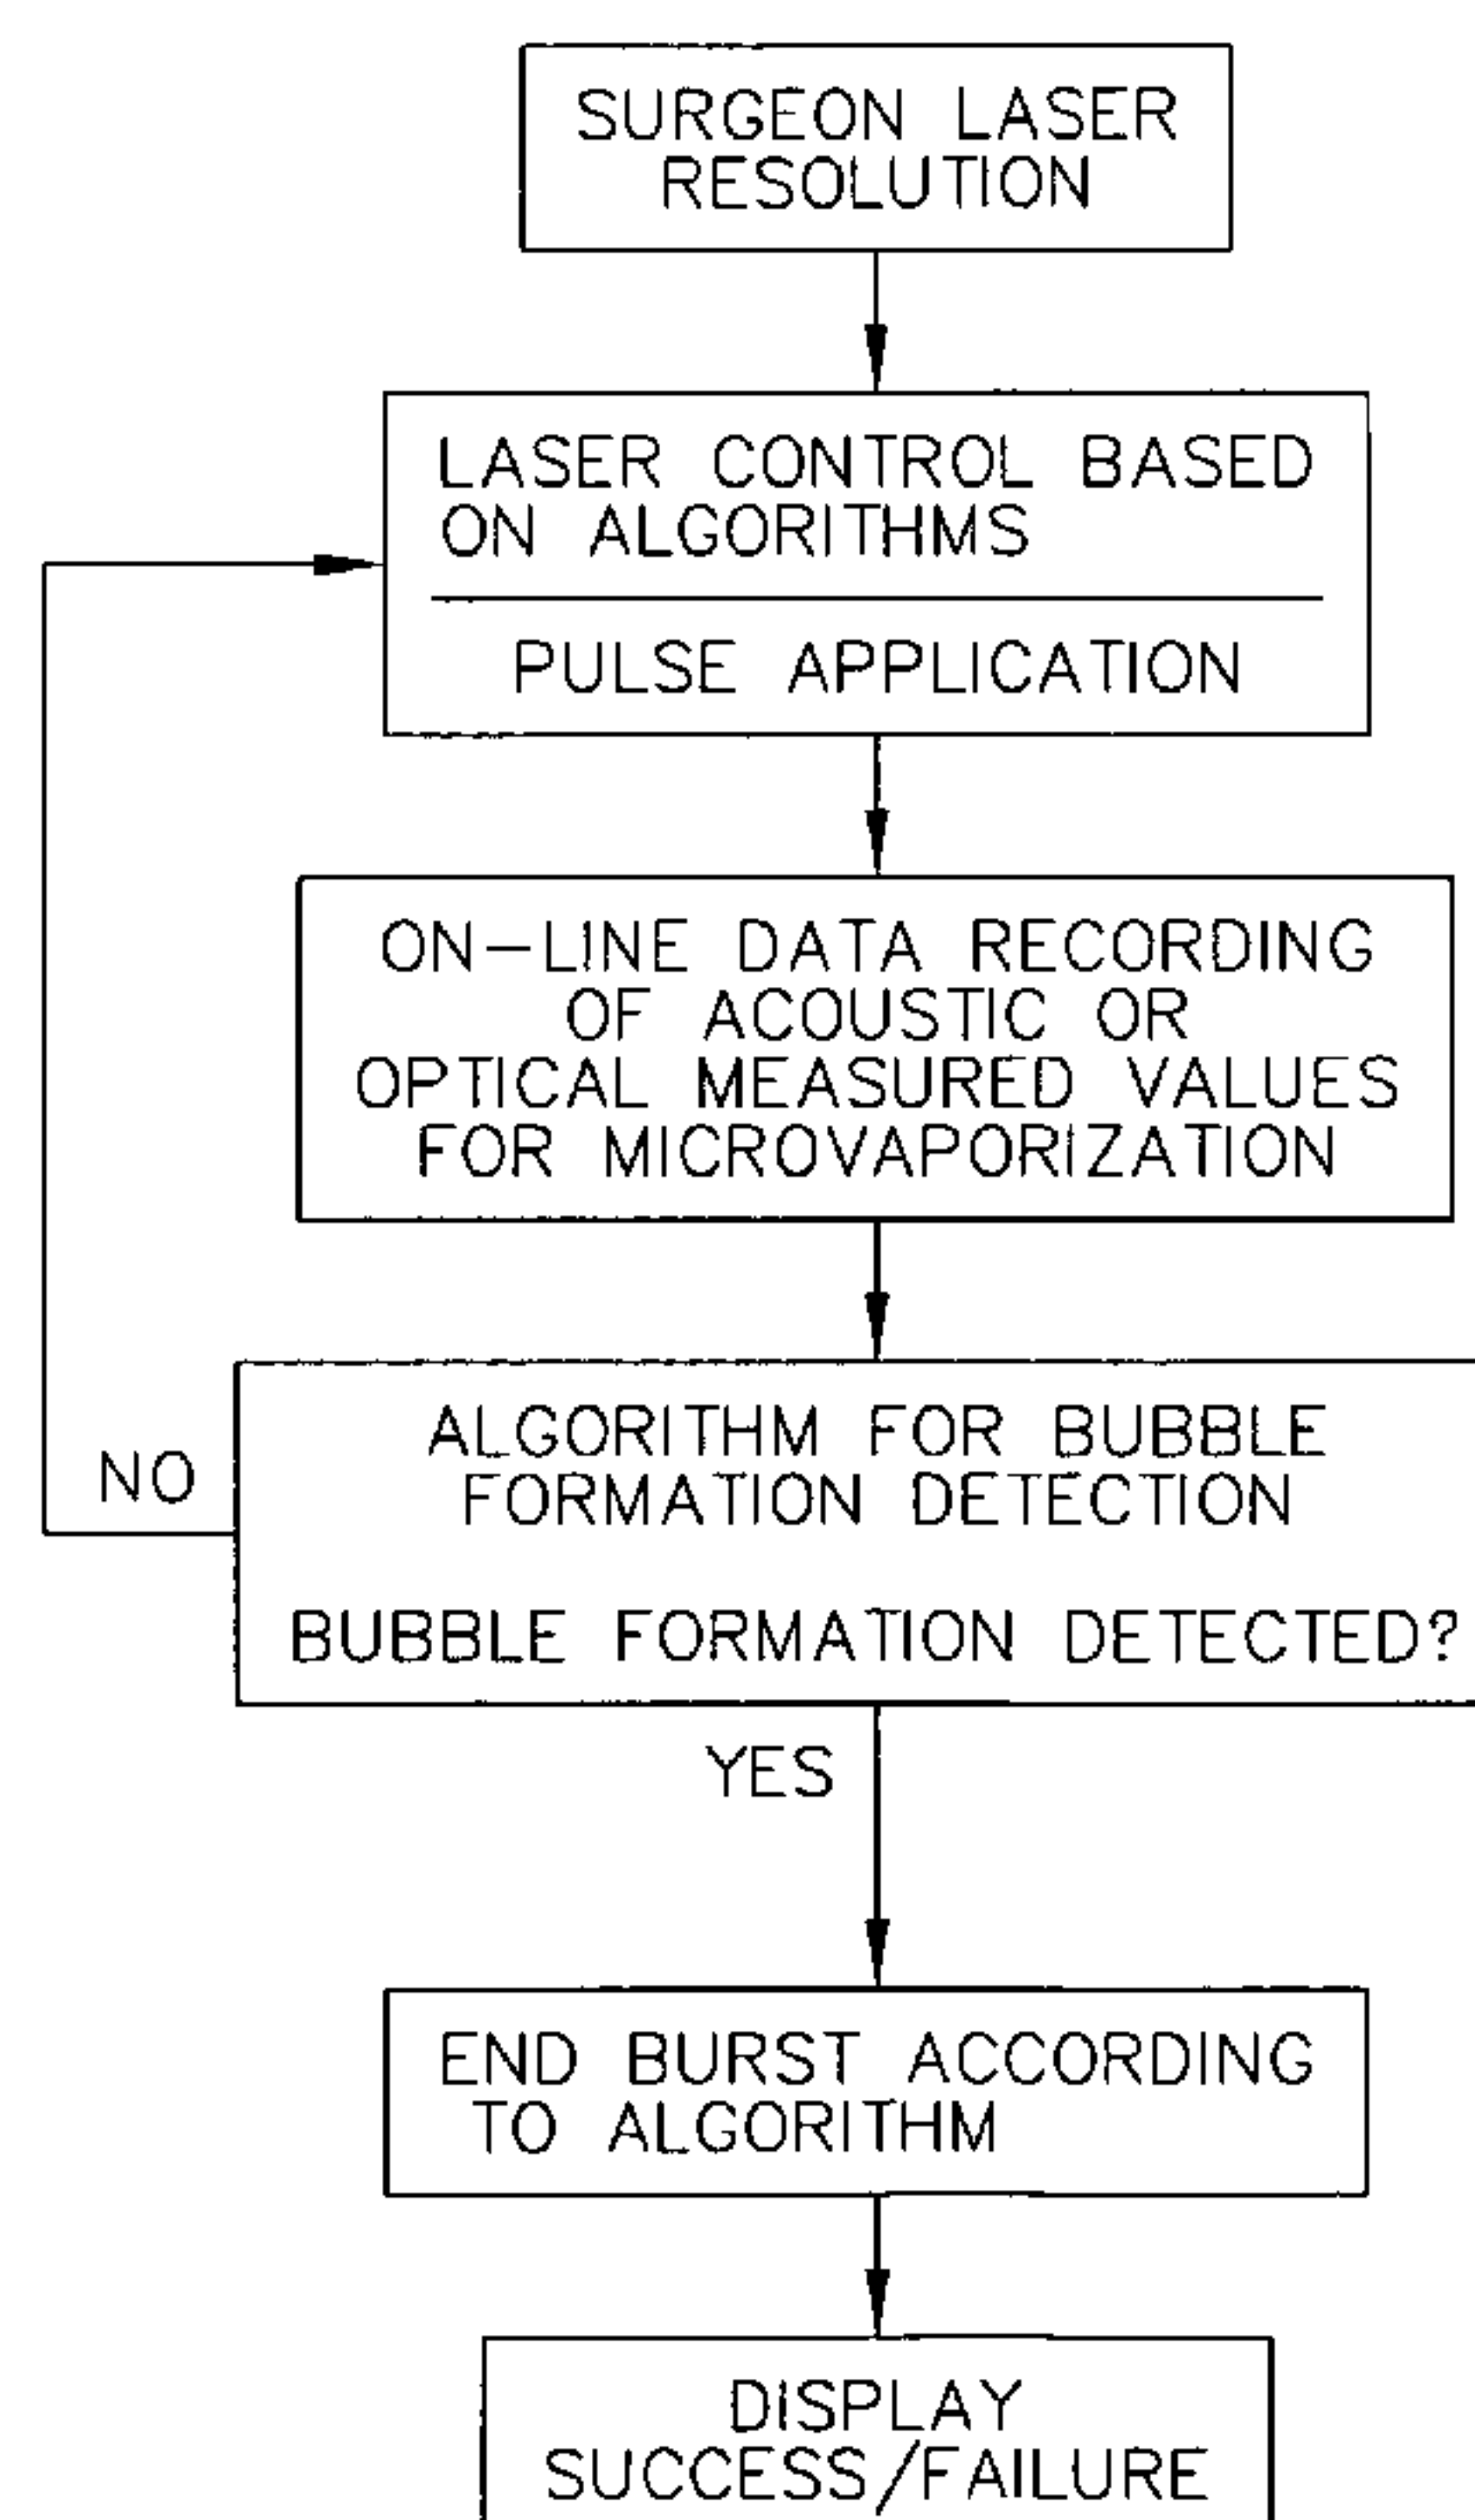 SURGEON LASER
RESOLUTION
LASER CONTROL BASED
ON ALGORITHMS
PULSE APPLICATION
ON-LINE DATA RECORDING
OF ACOUSTIC OR
OPTICAL MEASURED VALUES
FOR MICROVAPORIZATION
ALGORITHM FOR BUBBLE
FORMATION DETECTION
NO
BUBBLE FORMATION DETECTED?
YES
END BURST ACCORDING
TO ALGORITHM
DISPLAY
SUCCESS/FAILURE